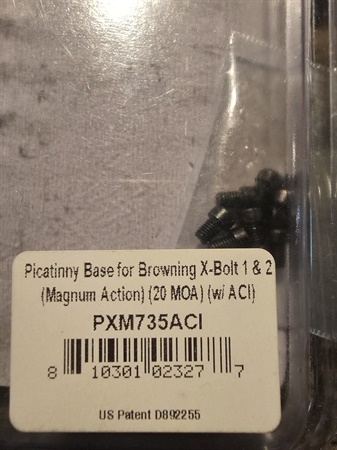 Picatinny Base for Browning X-Bolt 1 & 2
(Magnum Action) (20 MOA) (w/ ACI)
PXM735ACI
8 10301 02327 7
US Patent D892255